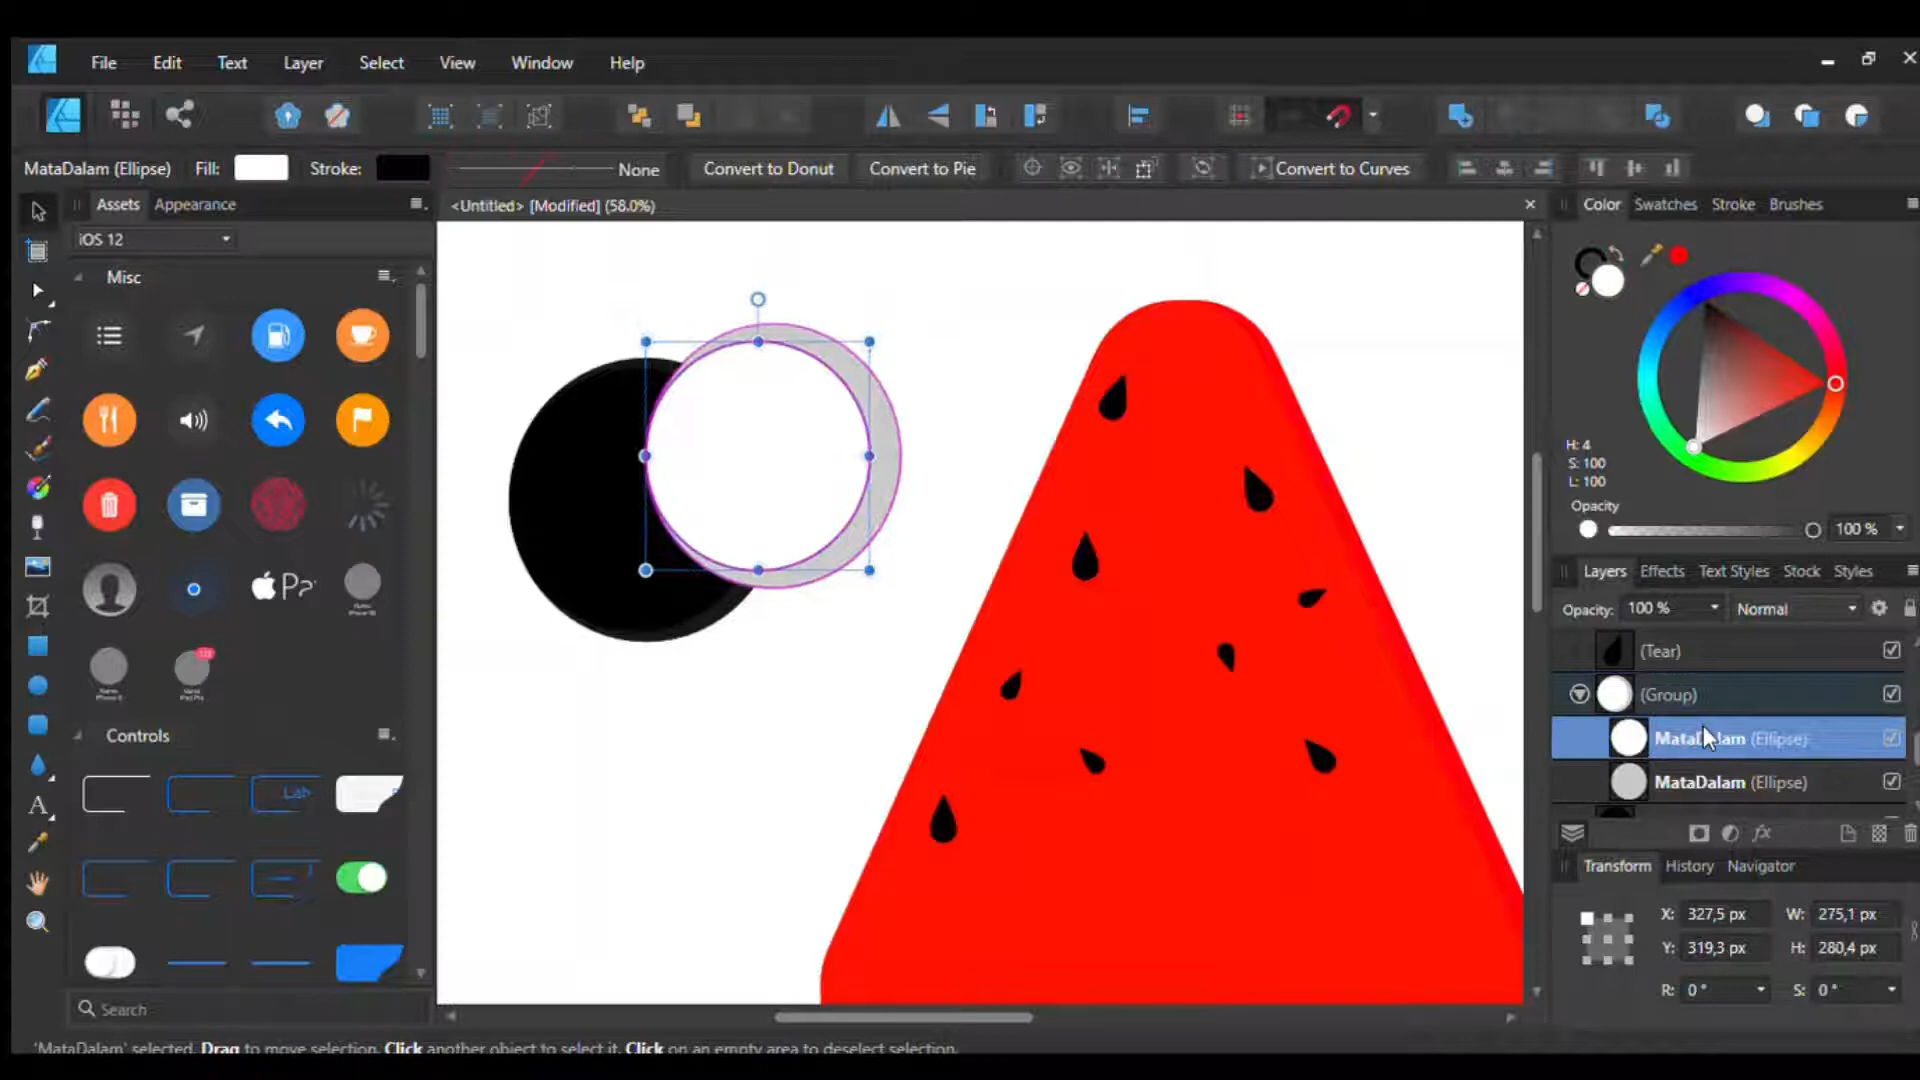 File Edit Text Layer Select View Window Help
MataDalam (Ellipse) Fill: Stroke: None Convert to Donut Convert to Pie Convert to Curves
Assets Appearance
<Untitled> [Modified] (58.0%)
Color Swatches Stroke Brushes
iOS 12
Misc
H: 4
S: 100
L: 100
Opacity
100 %
Layers Effects Text Styles Stock Styles
Opacity: 100 % Normal
(Tear)
(Group)
MataDalam (Ellipse)
MataDalam (Ellipse)
Controls
Transform History Navigator
X: 327,5 px W: 275,1 px
Y: 319,3 px H: 280,4 px
R: 0° S: 0°
Search
'MataDalam' selected. Drag to move selection. Click another object to select it. Click on an empty area to deselect selection.